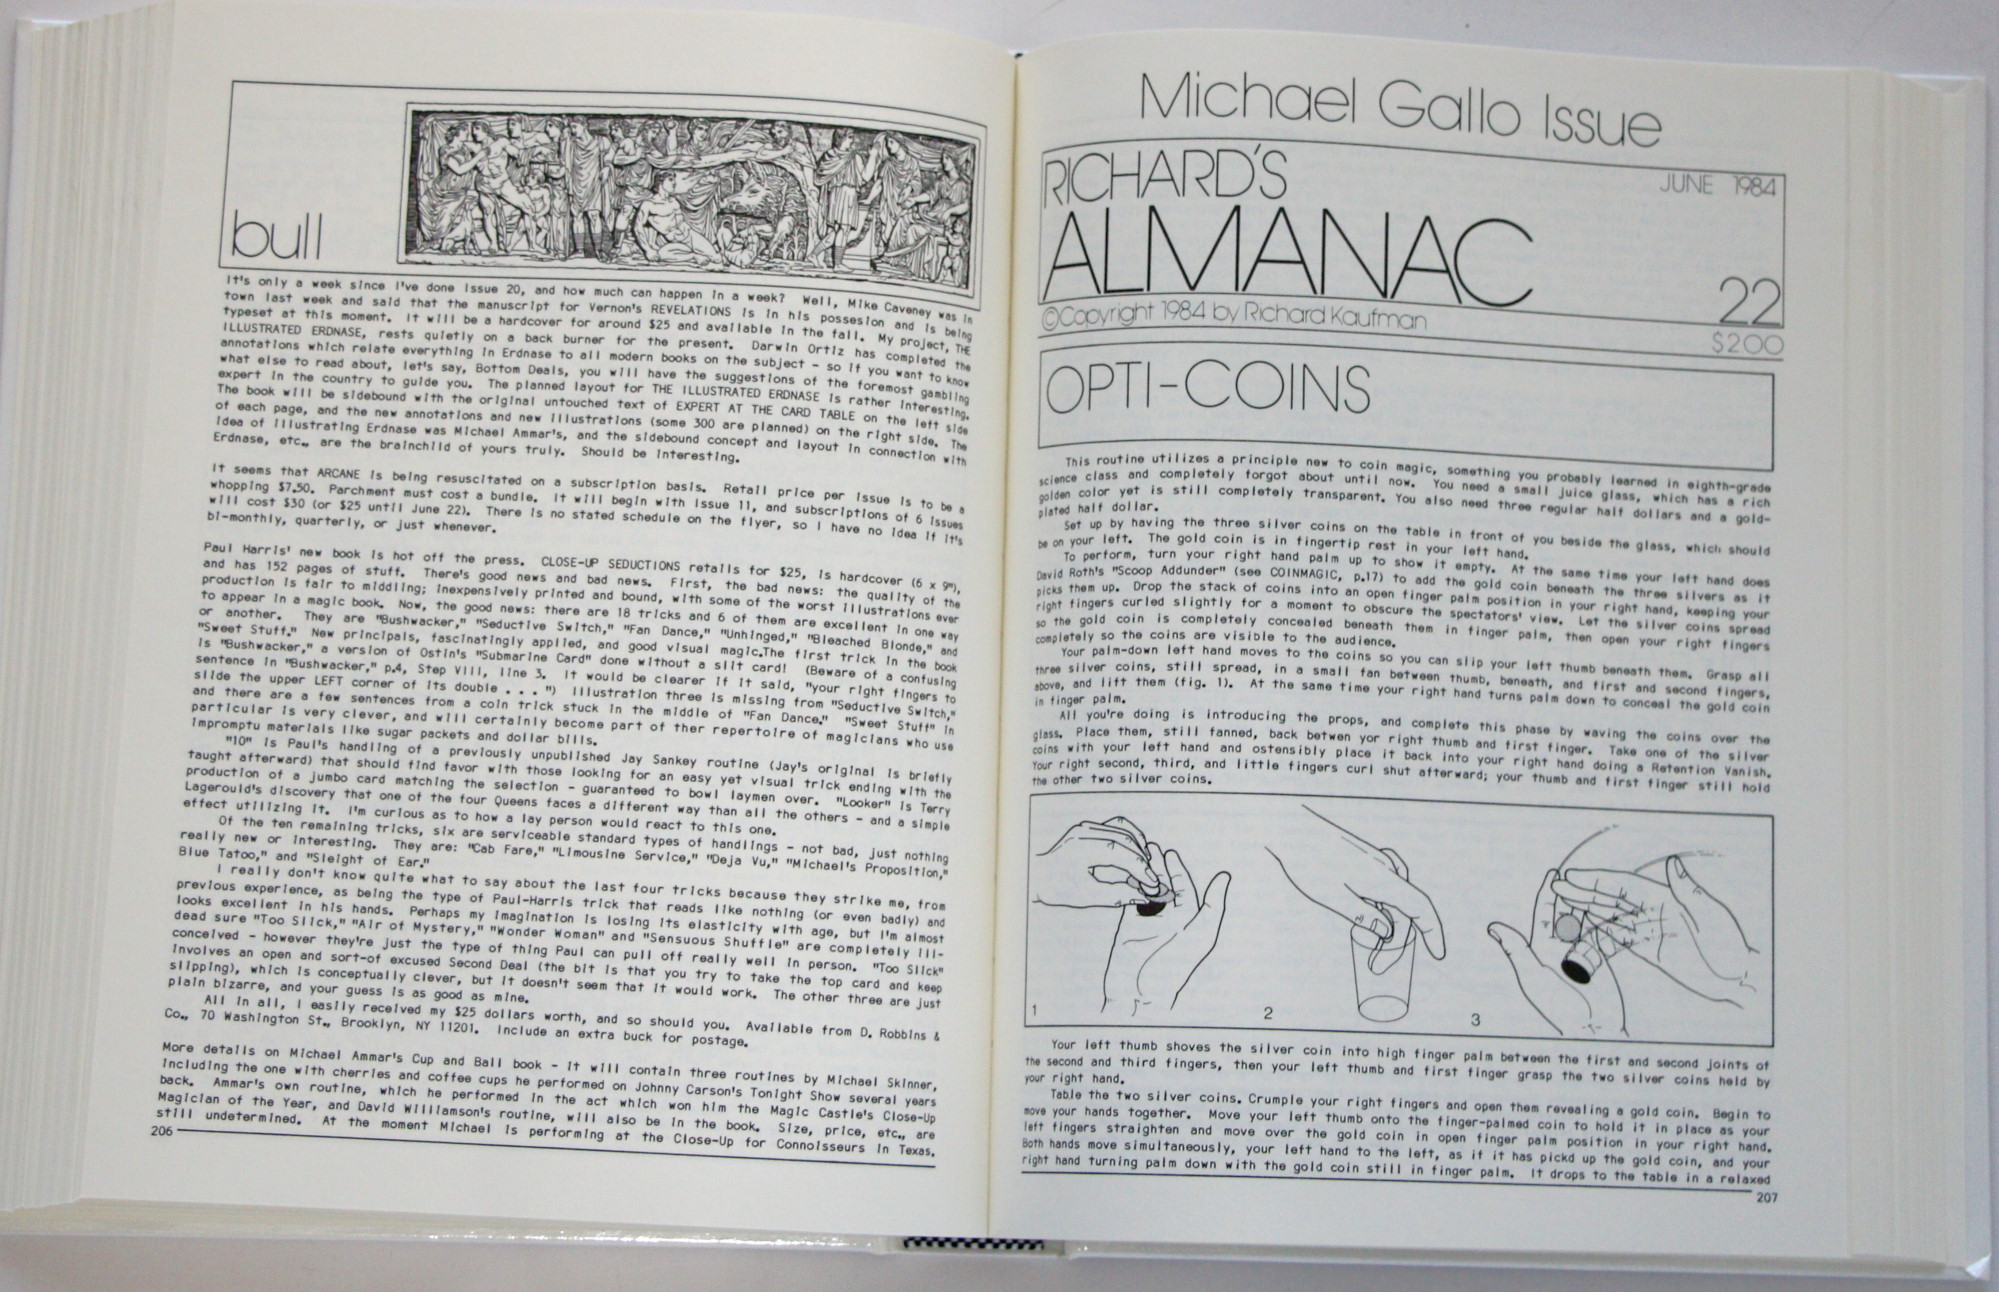 bull
It's only a week since I've done issue 20, and how much can happen in a week? Well, Mike Caveney was in
town last week and said that the manuscript for Vernon's REVELATIONS is in his possesion and is being
typeset at this moment. It will be a hardcover for around $25 and available in the fall. My project, THE
ILLUSTRATED ERDNASE, rests quietly on a back burner for the present. Darwin Ortiz has completed the
annotations which relate everything in Erdnase to all modern books on the subject - so if you want to know
what else to read about, let's say, Bottom Deals, you will have the suggestions of the foremost gambling
expert in the country to guide you. The planned layout for THE ILLUSTRATED ERDNASE is rather interesting.
The book will be sidebound with the original untouched text of EXPERT AT THE CARD TABLE on the left side
of each page, and the new annotations and new illustrations (some 300 are planned) on the right side. The
idea of illustrating Erdnase was Michael Ammar's, and the sidebound concept and layout in connection with
Erdnase, etc., are the brainchild of yours truly. Should be interesting.
It seems that ARCANE is being resuscitated on a subscription basis. Retail price per issue is to be a
whopping $7.50. Parchment must cost a bundle. It will begin with issue 11, and subscriptions of 6 issues
will cost $30 (or $25 until June 22). There is no stated schedule on the flyer, so I have no idea if it's
bi-monthly, quarterly, or just whenever.
Paul Harris' new book is hot off the press. CLOSE-UP SEDUCTIONS retails for $25, is hardcover (6 x 9"),
and has 152 pages of stuff. There's good news and bad news. First, the bad news: the quality of the
production is fair to middling; inexpensively printed and bound, with some of the worst illustrations ever
to appear in a magic book. Now, the good news: there are 18 tricks and 6 of them are excellent in one way
or another. They are "Bushwacker," "Seductive Switch," "Fan Dance," "Unhinged," "Bleached Blonde," and
"Sweet Stuff." New principals, fascinatingly applied, and good visual magic.The first trick in the book
is "Bushwacker," a version of Ostin's "Submarine Card" done without a slit card! (Beware of a confusing
sentence in "Bushwacker," p.4, Step VIII, line 3. It would be clearer if it said, "your right fingers to
slide the upper LEFT corner of its double . . . ") Illustration three is missing from "Seductive Switch,"
and there are a few sentences from a coin trick stuck in the middle of "Fan Dance." "Sweet Stuff" in
particular is very clever, and will certainly become part of ther repertoire of magicians who use
impromptu materials like sugar packets and dollar bills.
"10" is Paul's handling of a previously unpublished Jay Sankey routine (Jay's original is briefly
taught afterward) that should find favor with those looking for an easy yet visual trick ending with the
production of a jumbo card matching the selection - guaranteed to bowl laymen over. "Looker" is Terry
Lagerould's discovery that one of the four Queens faces a different way than all the others - and a simple
effect utilizing it. I'm curious as to how a lay person would react to this one.
Of the ten remaining tricks, six are serviceable standard types of handlings - not bad, just nothing
really new or interesting. They are: "Cab Fare," "Limousine Service," "Deja Vu," "Michael's Proposition,"
Blue Tatoo," and "Sleight of Ear."
I really don't know quite what to say about the last four tricks because they strike me, from
previous experience, as being the type of Paul-Harris trick that reads like nothing (or even badly) and
looks excellent in his hands. Perhaps my imagination is losing its elasticity with age, but I'm almost
dead sure "Too Slick," "Air of Mystery," "Wonder Woman" and "Sensuous Shuffle" are completely ill-
conceived - however they're just the type of thing Paul can pull off really well in person. "Too Slick"
involves an open and sort-of excused Second Deal (the bit is that you try to take the top card and keep
slipping), which is conceptually clever, but it doesn't seem that it would work. The other three are just
plain bizarre, and your guess is as good as mine.
All in all, I easily received my $25 dollars worth, and so should you. Available from D. Robbins &
Co., 70 Washington St., Brooklyn, NY 11201. Include an extra buck for postage.
More details on Michael Ammar's Cup and Ball book - it will contain three routines by Michael Skinner,
including the one with cherries and coffee cups he performed on Johnny Carson's Tonight Show several years
back. Ammar's own routine, which he performed in the act which won him the Magic Castle's Close-Up
Magician of the Year, and David Williamson's routine, will also be in the book. Size, price, etc., are
still undetermined. At the moment Michael is performing at the Close-Up for Connoisseurs in Texas.
206
Michael Gallo Issue
RICHARD'S
JUNE 1984
ALMANAC
22
©Copyright 1984 by Richard Kaufman
$200
OPTI-COINS
This routine utilizes a principle new to coin magic, something you probably learned in eighth-grade
science class and completely forgot about until now. You need a small juice glass, which has a rich
golden color yet is still completely transparent. You also need three regular half dollars and a gold-
plated half dollar.
Set up by having the three silver coins on the table in front of you beside the glass, which should
be on your left. The gold coin is in fingertip rest in your left hand.
To perform, turn your right hand palm up to show it empty. At the same time your left hand does
David Roth's "Scoop Addunder" (see COINMAGIC, p.17) to add the gold coin beneath the three silvers as it
picks them up. Drop the stack of coins into an open finger palm position in your right hand, keeping your
right fingers curled slightly for a moment to obscure the spectators' view. Let the silver coins spread
so the gold coin is completely concealed beneath them in finger palm, then open your right fingers
completely so the coins are visible to the audience.
Your palm-down left hand moves to the coins so you can slip your left thumb beneath them. Grasp all
three silver coins, still spread, in a small fan between thumb, beneath, and first and second fingers,
above, and lift them (fig. 1). At the same time your right hand turns palm down to conceal the gold coin
in finger palm.
All you're doing is introducing the props, and complete this phase by waving the coins over the
glass. Place them, still fanned, back betwen yor right thumb and first finger. Take one of the silver
coins with your left hand and ostensibly place it back into your right hand doing a Retention Vanish.
Your right second, third, and little fingers curl shut afterward; your thumb and first finger still hold
the other two silver coins.
1
2
3
Your left thumb shoves the silver coin into high finger palm between the first and second joints of
the second and third fingers, then your left thumb and first finger grasp the two silver coins held by
your right hand.
Table the two silver coins. Crumple your right fingers and open them revealing a gold coin. Begin to
move your hands together. Move your left thumb onto the finger-palmed coin to hold it in place as your
left fingers straighten and move over the gold coin in open finger palm position in your right hand.
Both hands move simultaneously, your left hand to the left, as if it has pickd up the gold coin, and your
right hand turning palm down with the gold coin still in finger palm. It drops to the table in a relaxed
207